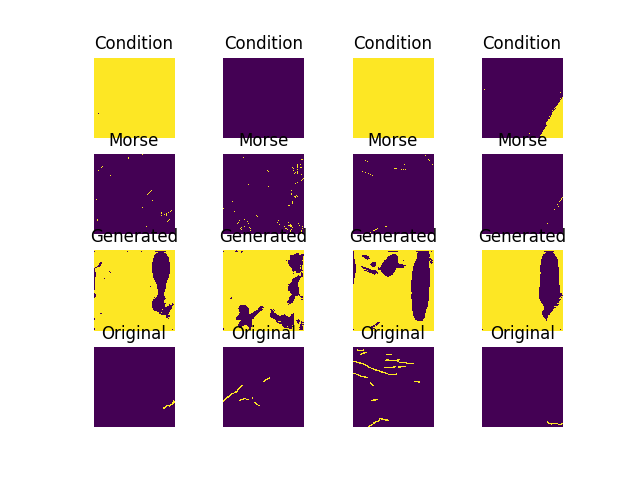 Condition Condition Condition Condition
Morse Morse Morse Morse
Generated Generated Generated Generated
Original Original Original Original